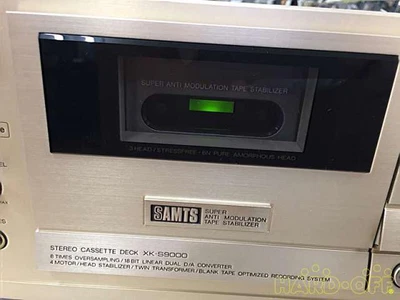 SUPER ANTI MODULATION TAPE STABILIZER
3 HEAD/STRESSFREE 6N PURE AMORPHOUS HEAD
SAMTS SUPER
ANTI MODULATION
TAPE STABILIZER
STEREO CASSETTE DECK XK-S9000
8 TIMES OVERSAMPLING/18 BIT LINEAR DUAL D/A CONVERTER
4 MOTOR/HEAD STABILIZER/TWIN TRANSFORMER/BLANK TAPE OPTIMIZED RECORDING SYSTEM
HARD-OFF